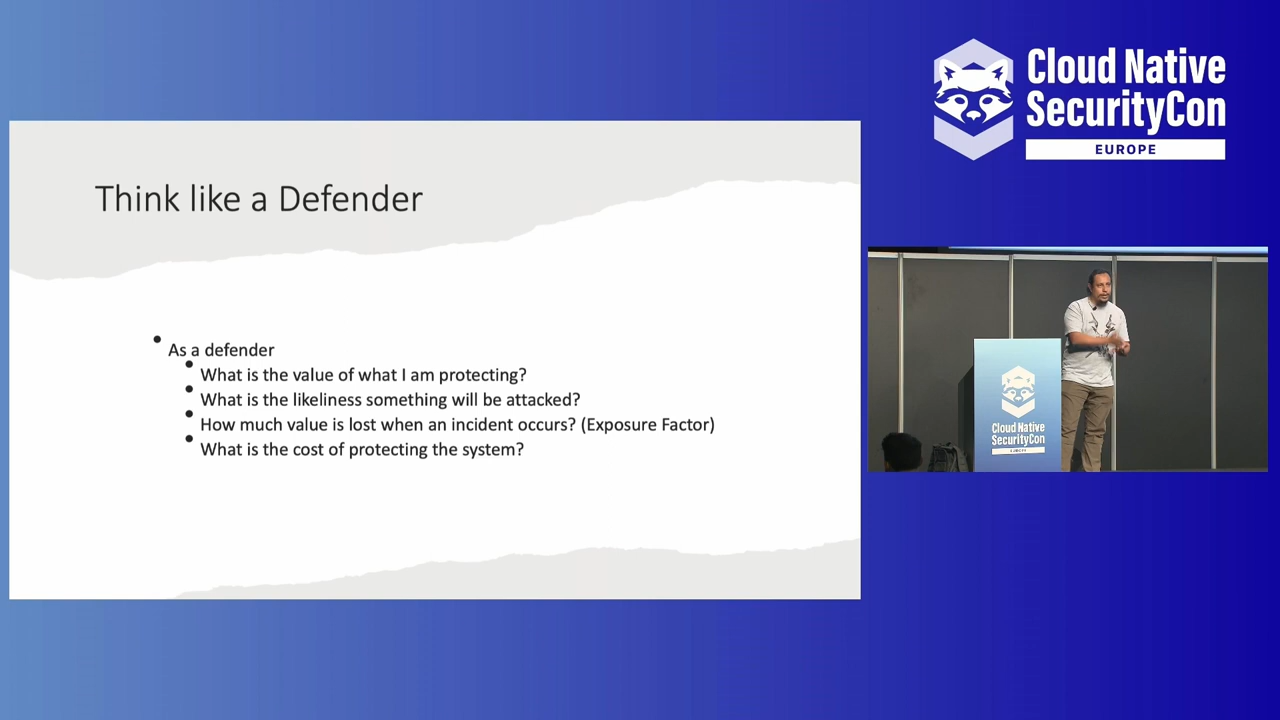 Cloud Native
SecurityCon
EUROPE
Think like a Defender
As a defender
What is the value of what I am protecting?
What is the likeliness something will be attacked?
How much value is lost when an incident occurs? (Exposure Factor)
What is the cost of protecting the system?
Cloud Native
SecurityCon
EUROPE